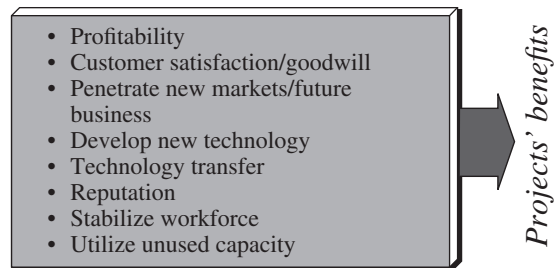 • Profitability
• Customer satisfaction/goodwill
• Penetrate new markets/future
business
• Develop new technology
• Technology transfer
• Reputation
• Stabilize workforce
• Utilize unused capacity
Projects' benefits